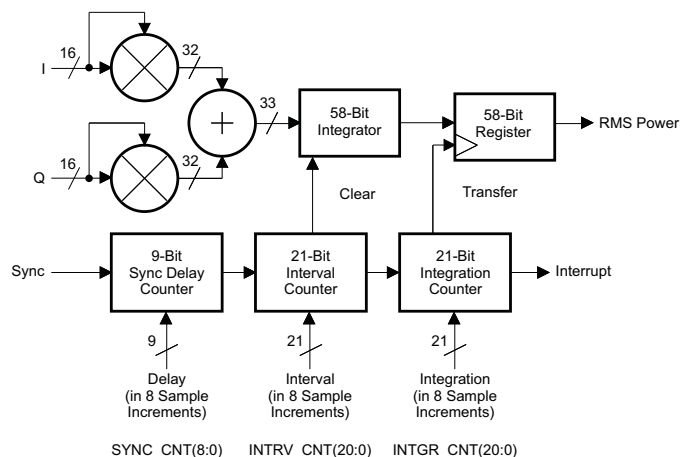 16
32
I
33
58-Bit
Integrator
58-Bit
Register
RMS Power
16
32
Q
Clear
Transfer
Sync
9-Bit
Sync Delay
Counter
21-Bit
Interval
Counter
21-Bit
Integration
Counter
Interrupt
9
21
21
Delay
(in 8 Sample
Increments)
Interval
(in 8 Sample
Increments)
Integration
(in 8 Sample
Increments)
SYNC CNT(8:0)
INTRV CNT(20:0)
INTGR CNT(20:0)